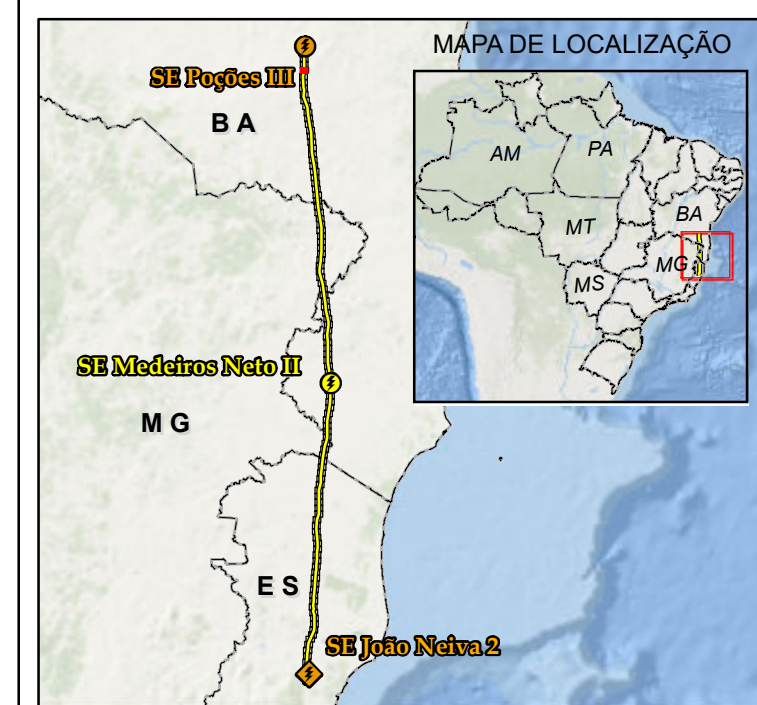 MAPA DE LOCALIZAÇÃO
SE Poções III
B A
AM
PA
MT
BA
MG
MS
SE Medeiros Neto II
M G
E S
SE João Neiva 2